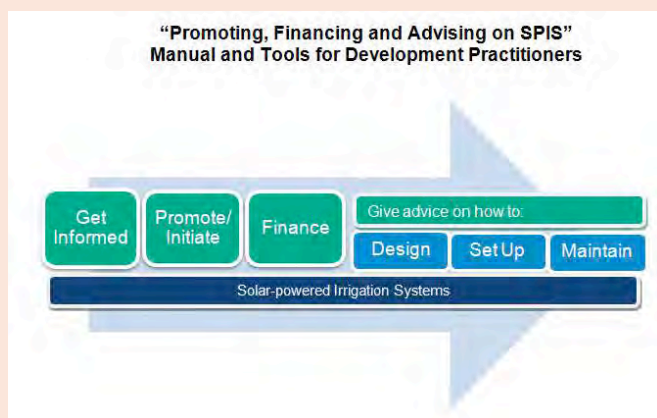 “Promoting, Financing and Advising on SPIS”
Manual and Tools for Development Practitioners
Get
Informed
Promote/
Initiate
Finance
Give advice on how to:
Design
Set Up
Maintain
Solar-powered Irrigation Systems